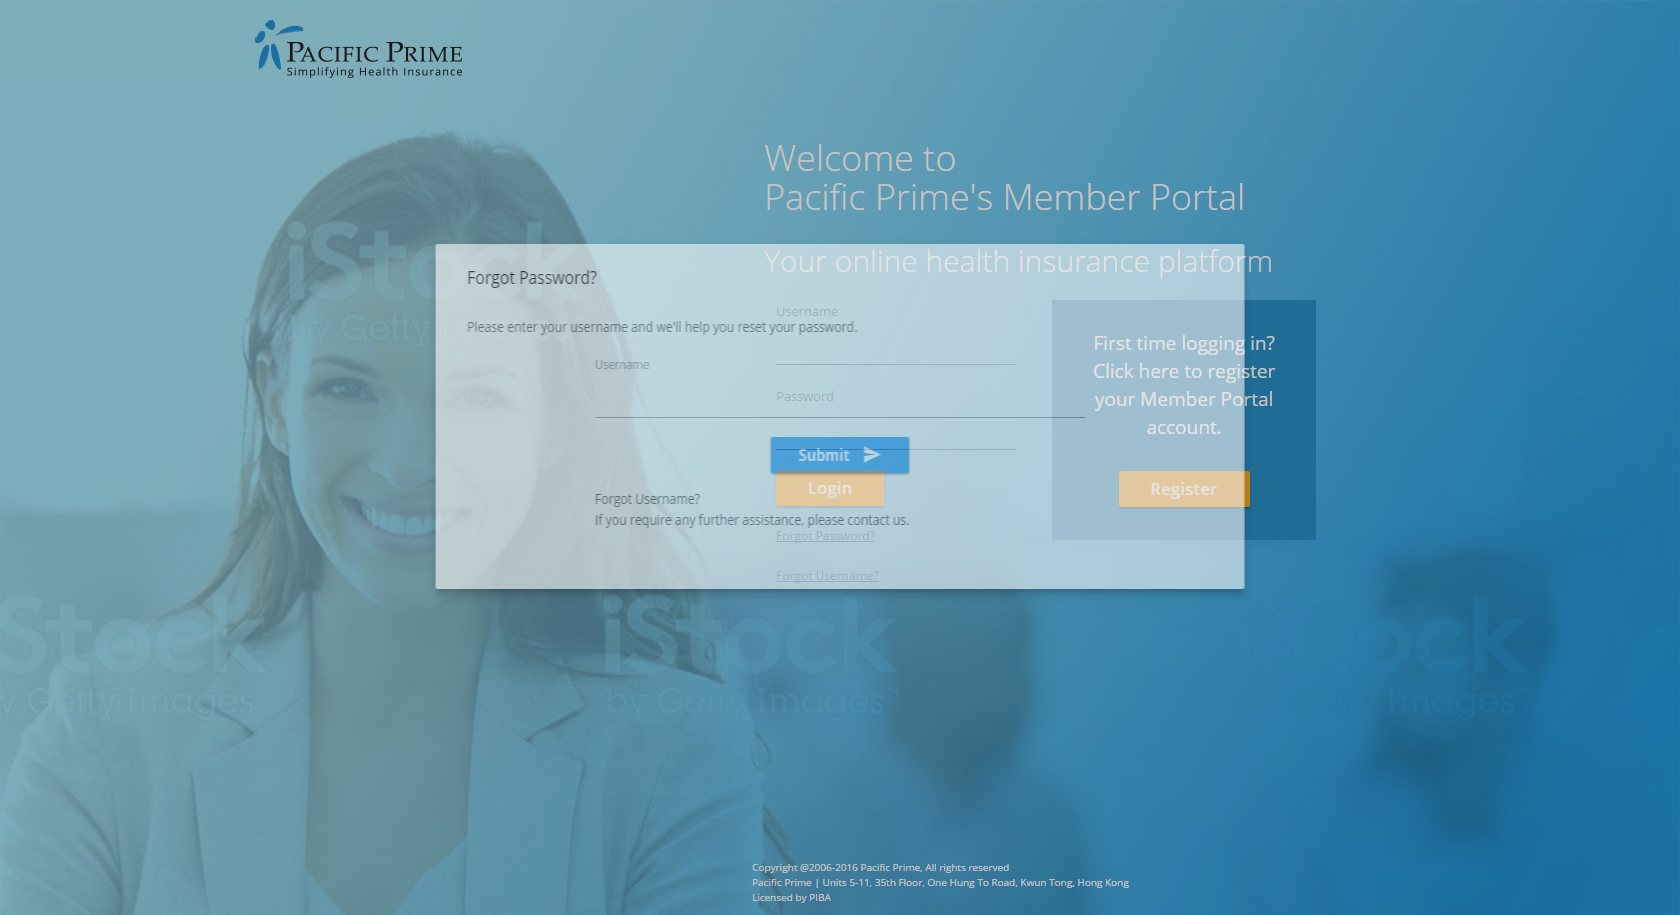 PACIFIC PRIME
Simplifying Health Insurance
Welcome to
Pacific Prime's Member Portal
Your online health insurance platform
Forgot Password?
Please enter your username and we'll help you reset your password.
Username
Submit
Forgot Username?
If you require any further assistance, please contact us.
Username
Password
Login
Forgot Password?
Forgot Username?
First time logging in?
Click here to register
your Member Portal
account.
Register
iStock
by Getty Images
iStock
by Getty Images™
iStock
by Getty Images™
iStock
by Getty Images™
Copyright @2006-2016 Pacific Prime, All rights reserved
Pacific Prime | Units 5-11, 35th Floor, One Hung To Road, Kwun Tong, Hong Kong
Licensed by PIBA